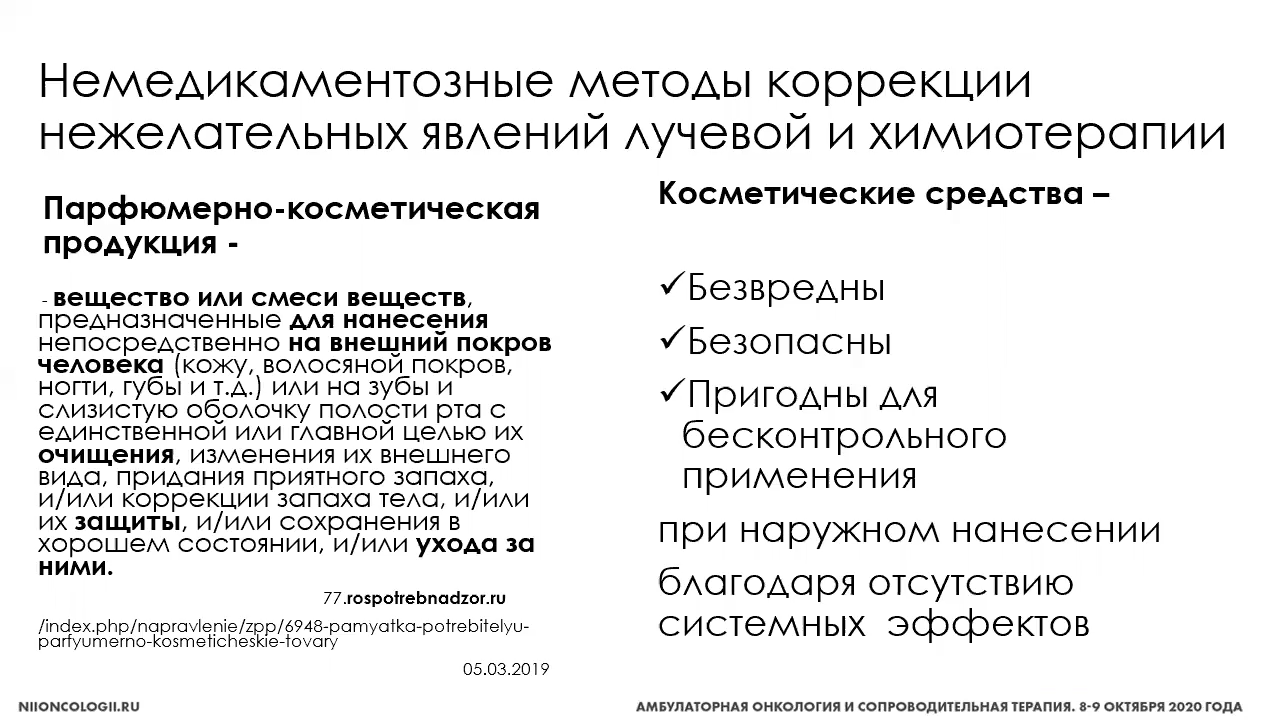 Немедикаментозные методы коррекции
нежелательных явлений лучевой и химиотерапии
Парфюмерно-косметическая
продукция -
- вещество или смеси веществ,
предназначенные для нанесения
непосредственно на внешний покров
человека (кожу, волосяной покров,
ногти, губы и т.д.) или на зубы и
слизистую оболочку полости рта с
единственной или главной целью их
очищения, изменения их внешнего
вида, придания приятного запаха,
и/или коррекции запаха тела, и/или
их защиты, и/или сохранения в
хорошем состоянии, и/или ухода за
ними.
77.rospotrebnadzor.ru
/index.php/napravlenie/zpp/6948-pamyatka-potrebitelyu-
parfyumerno-kosmeticheskie-tovary
05.03.2019
Косметические средства –
✓Безвредны
✓Безопасны
✓Пригодны для
бесконтрольного
применения
при наружном нанесении
благодаря отсутствию
системных эффектов
NIIONCOLOGII.RU
АМБУЛАТОРНАЯ ОНКОЛОГИЯ И СОПРОВОДИТЕЛЬНАЯ ТЕРАПИЯ. 8-9 ОКТЯБРЯ 2020 ГОДА